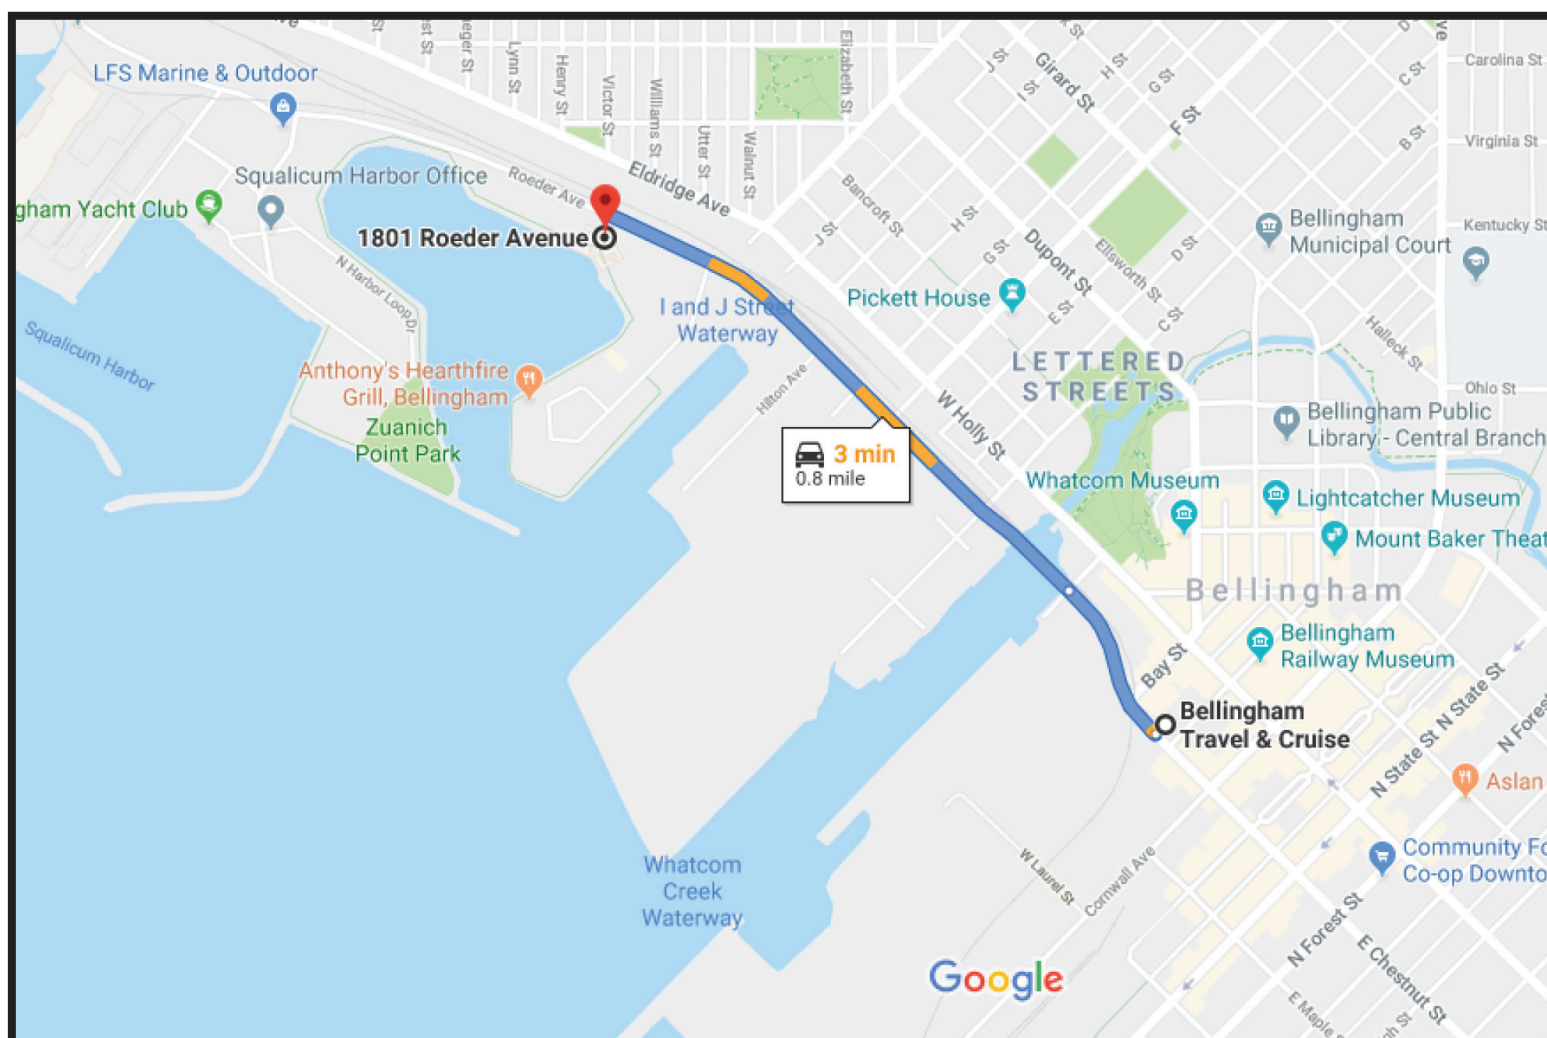 LFS Marine & Outdoor
Squalicum Harbor Office
gham Yacht Club
1801 Roeder Avenue
Roeder Ave
Eldridge Ave
Lynn St
Henry St
Victor St
Williams St
Utter St
Walnut St
Elizabeth St
J St
I St
Girard St
H St
G St
F St
C St
B St
Carolina St
Virginia St
Kentucky St
Bancroft St
J St
H St
G St
Dupont St
Ellsworth St
D St
E St
C St
Halleck St
Ohio St
Bellingham
Municipal Court
Pickett House
LETTERED
STREETS
N Harbor Loop Dr
Squalicum Harbor
I and J Street
Waterway
Anthony's Hearthfire
Grill, Bellingham
Zuanich
Point Park
Hilton Ave
W Holly St
3 min
0.8 mile
Bellingham Public
Library - Central Branch
Whatcom Museum
Lightcatcher Museum
Mount Baker Theat
Bellingham
Bellingham
Railway Museum
Bay St
Bellingham
Travel & Cruise
N State St
N State St
N Fores
Aslan
Community Fo
Co-op Downto
Whatcom
Creek
Waterway
W Laurel St
Cornwall Ave
N Forest St
E Chestnut St
E Maple
Google